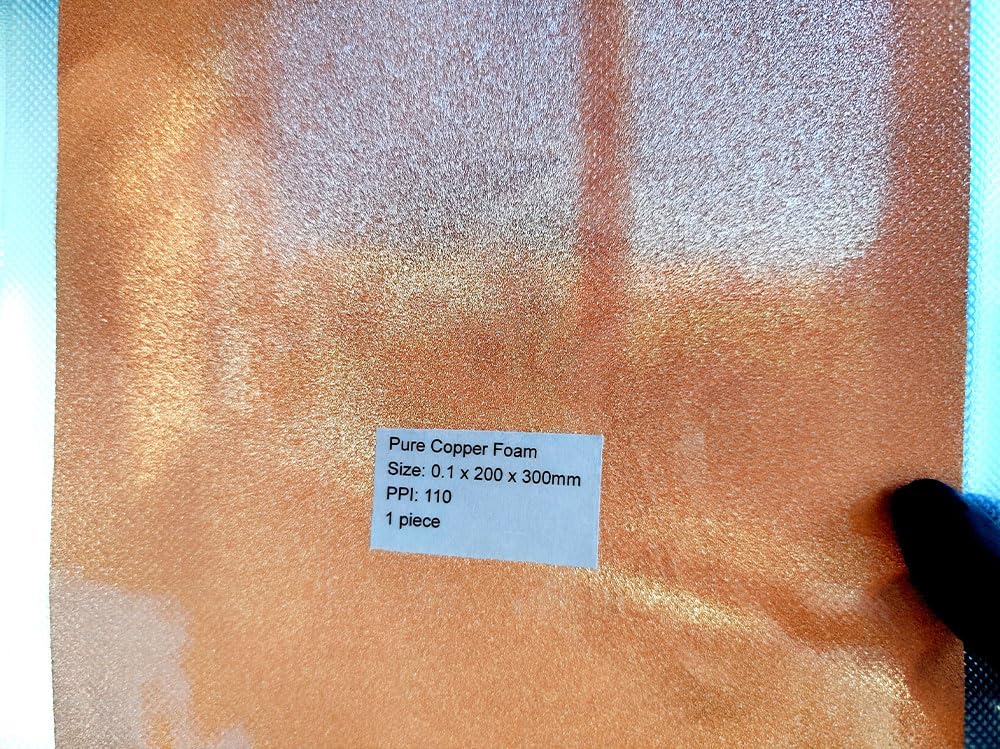 Pure Copper Foam
Size: 0.1 x 200 x 300mm
PPI: 110
1 piece